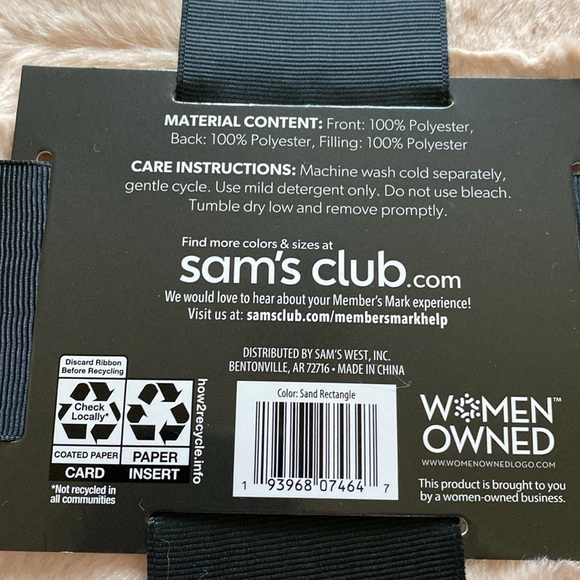 MATERIAL CONTENT: Front: 100% Polyester,
Back: 100% Polyester, Filling: 100% Polyester
CARE INSTRUCTIONS: Machine wash cold separately,
gentle cycle. Use mild detergent only. Do not use bleach.
Tumble dry low and remove promptly.
Find more colors & sizes at
sam's club.com
We would love to hear about your Member's Mark experience!
Visit us at: samsclub.com/membersmarkhelp
DISTRIBUTED BY SAM'S WEST, INC.
BENTONVILLE, AR 72716 • MADE IN CHINA
Discard Ribbon
Before Recycling
Check
Locally*
COATED PAPER
CARD
PAPER
INSERT
how2recycle.info
*Not recycled in
all communities
Color: Sand Rectangle
1 93968 07464 7
WOMEN™
OWNED
WWW.WOMENOWNEDLOGO.COM
This product is brought to you
by a women-owned business.